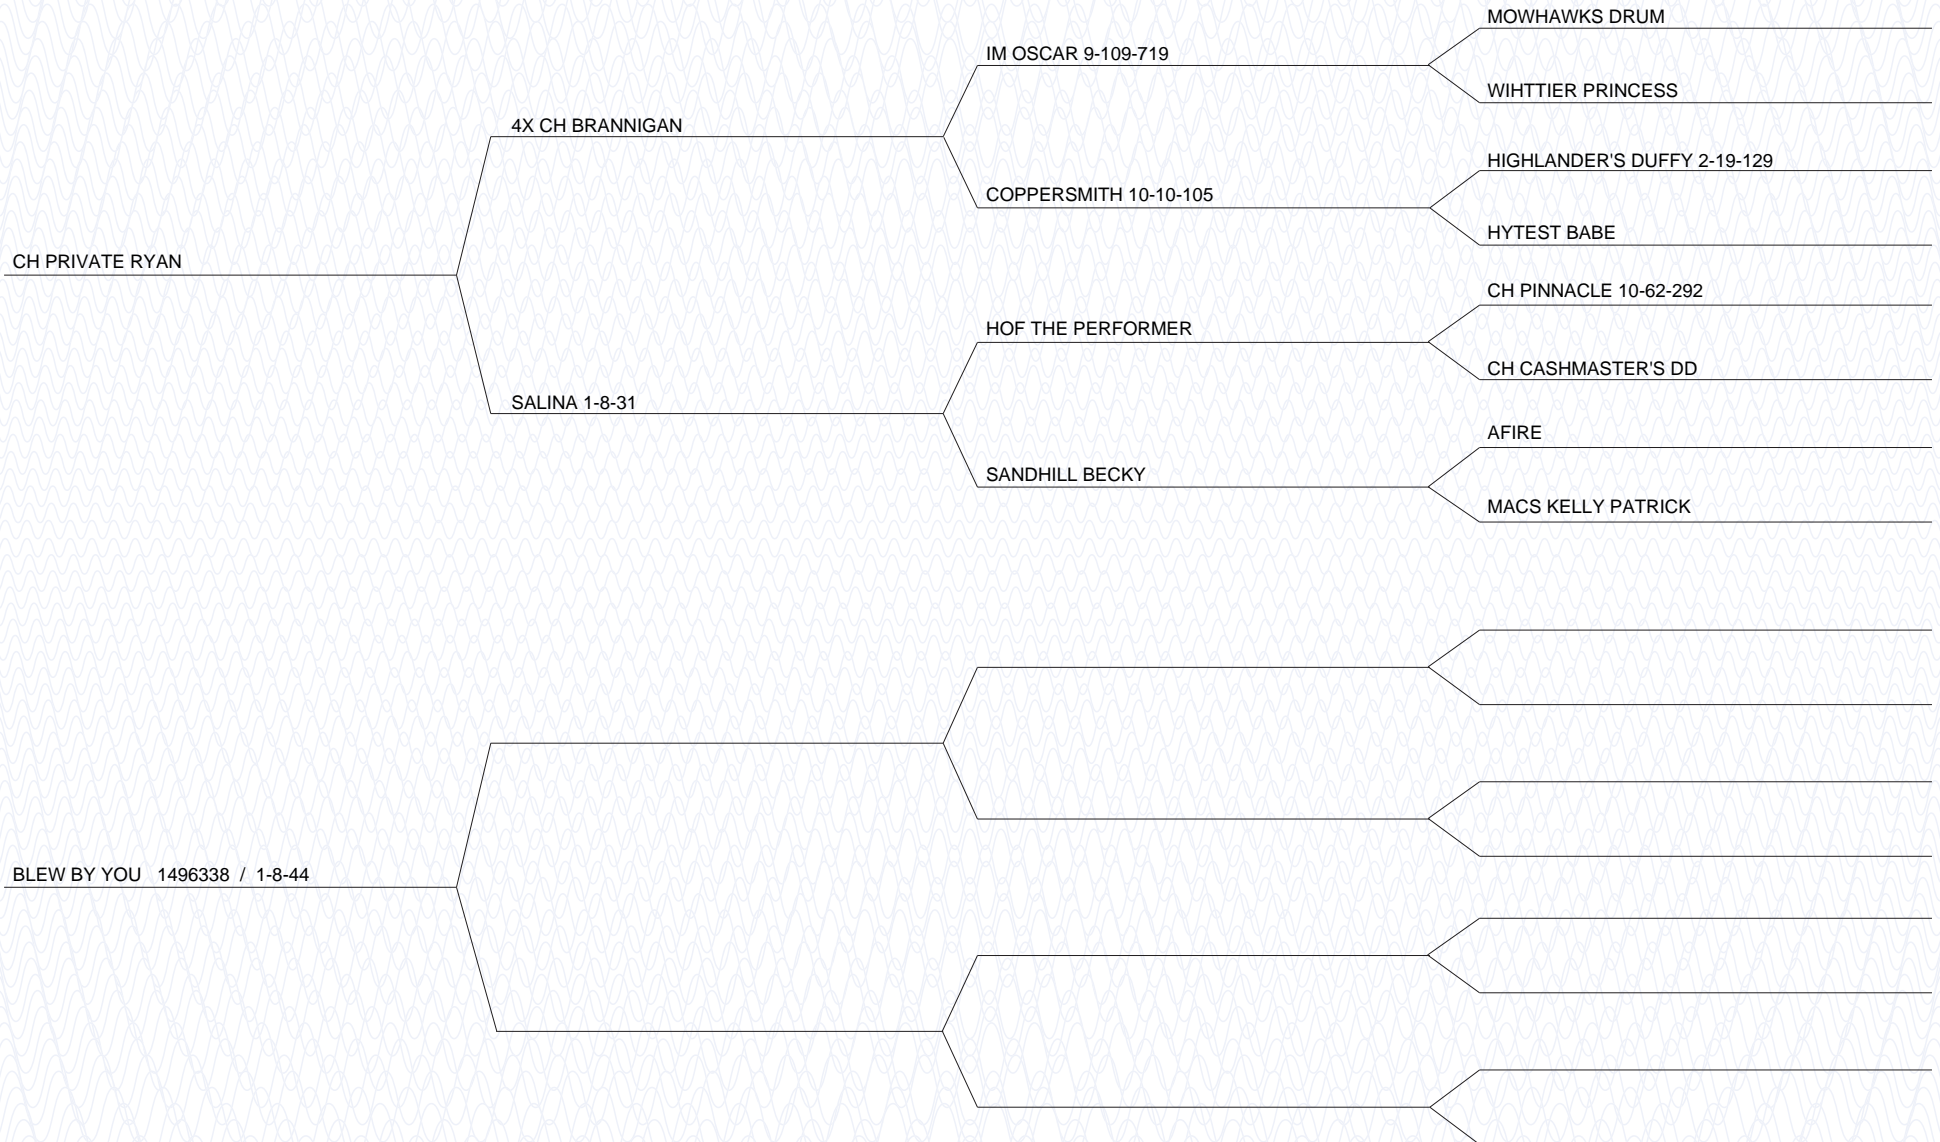 MOWHAWKS DRUM
IM OSCAR 9-109-719
WIHTTIER PRINCESS
4X CH BRANNIGAN
HIGHLANDER'S DUFFY 2-19-129
COPPERSMITH 10-10-105
HYTEST BABE
CH PRIVATE RYAN
CH PINNACLE 10-62-292
HOF THE PERFORMER
CH CASHMASTER'S DD
SALINA 1-8-31
AFIRE
SANDHILL BECKY
MACS KELLY PATRICK
BLEW BY YOU 1496338 / 1-8-44